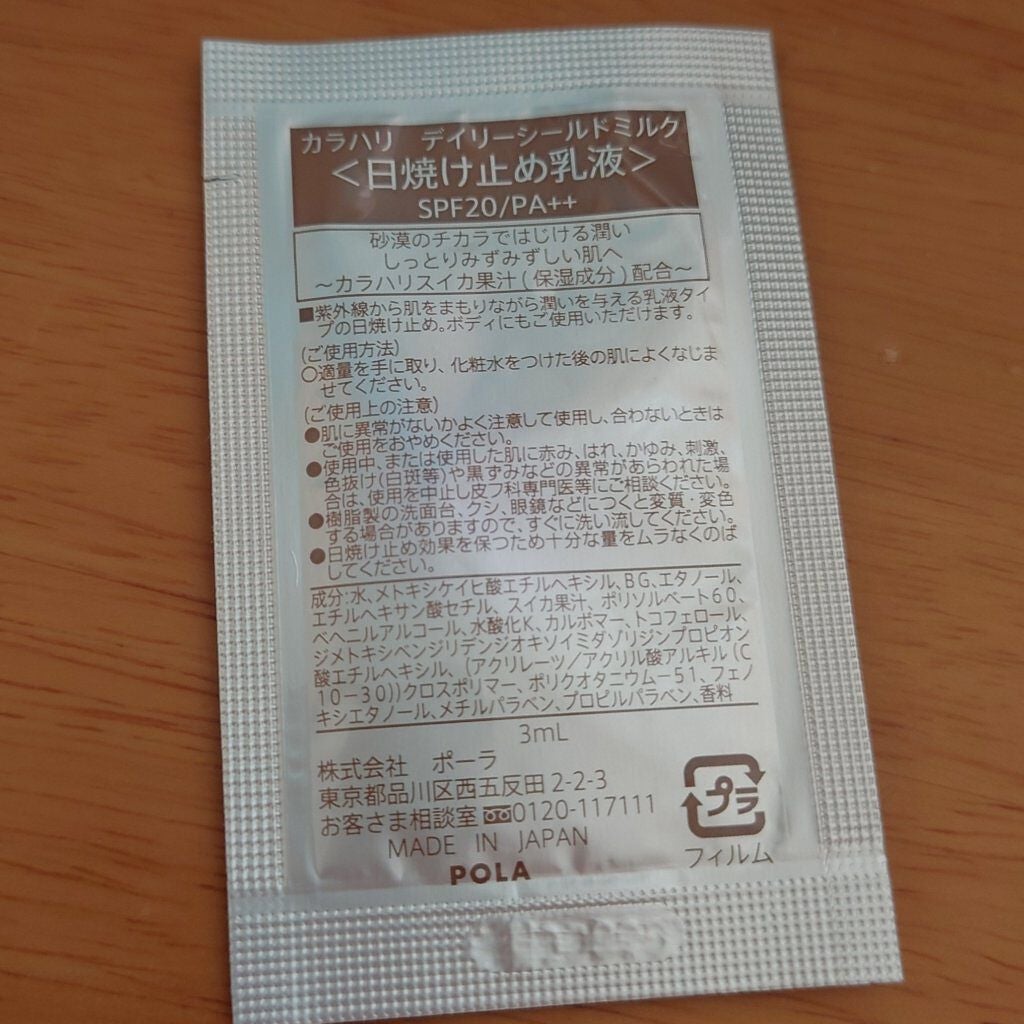 カラハリ　デイリーシールドミルク
＜日焼け止め乳液＞
SPF20/PA++
砂漠のチカラではじける潤い
しっとりみずみずしい肌へ
～カラハリスイカ果汁(保湿成分)配合～
■紫外線から肌をまもりながら潤いを与える乳液タイ
プの日焼け止め。ボディにもご使用いただけます。
(ご使用方法)
○適量を手に取り、化粧水をつけた後の肌によくなじま
せてください。
(ご使用上の注意)
●肌に異常がないかよく注意して使用し、合わないときは
ご使用をおやめください。
●使用中、または使用した肌に赤み、はれ、かゆみ、刺激、
色抜け(白斑等)や黒ずみなどの異常があらわれた場
合は、使用を中止し皮フ科専門医等にご相談ください。
●樹脂製の洗面台、クシ、眼鏡などにつくと変質・変色
する場合がありますので、すぐに洗い流してください。
●日焼け止め効果を保つため十分な量をムラなくのば
してください。
成分:水、メトキシケイヒ酸エチルヘキシル、BG、エタノール、
エチルヘキサン酸セチル、スイカ果汁、ポリソルベート60、
ベヘニルアルコール、水酸化K、カルボマー、トコフェロール、
ジメトキシベンジリデンジオキソイミダゾリジンプロピオン
酸エチルヘキシル、(アクリレーツ／アクリル酸アルキル(C
10－30))クロスポリマー、ポリクオタニウム－51、フェノ
キシエタノール、メチルパラベン、プロピルパラベン、香料
3mL
株式会社　ポーラ
東京都品川区西五反田 2-2-3
お客さま相談室 0120-117111
MADE IN JAPAN
POLA
プラ
フィルム